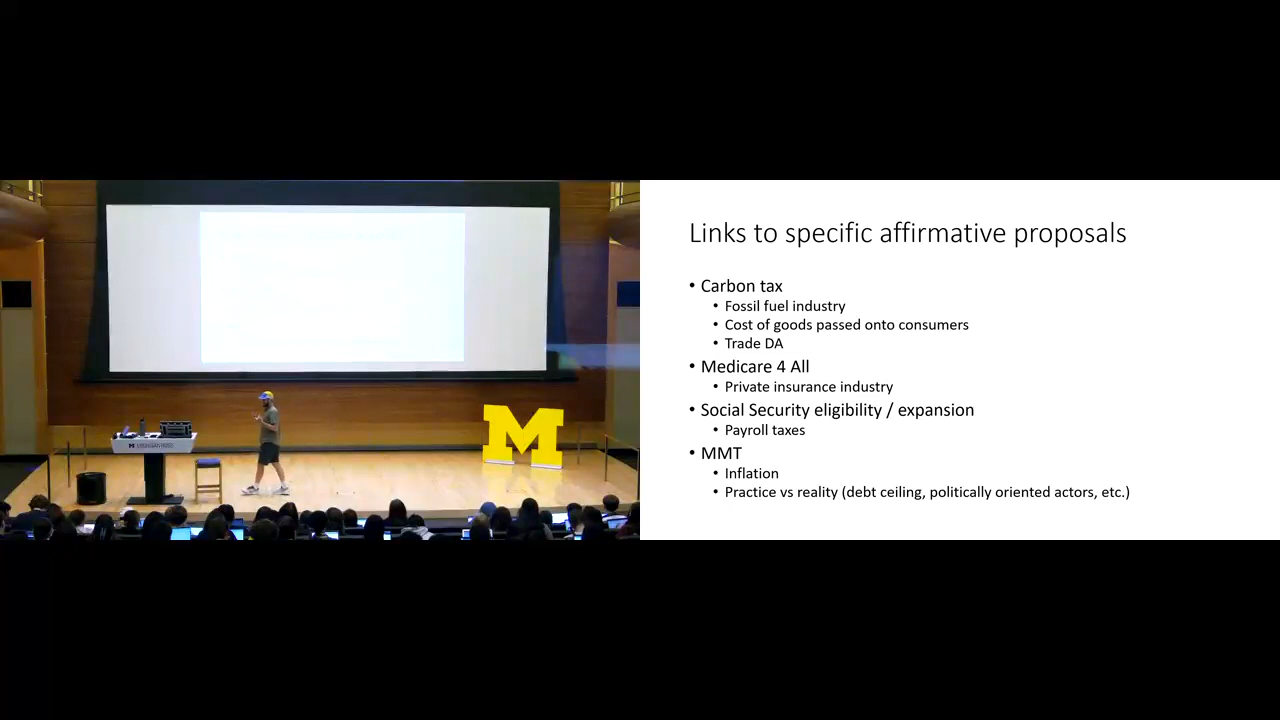 Links to specific affirmative proposals
• Carbon tax
• Fossil fuel industry
• Cost of goods passed onto consumers
• Trade DA
• Medicare 4 All
• Private insurance industry
• Social Security eligibility / expansion
• Payroll taxes
• MMT
• Inflation
• Practice vs reality (debt ceiling, politically oriented actors, etc.)
M